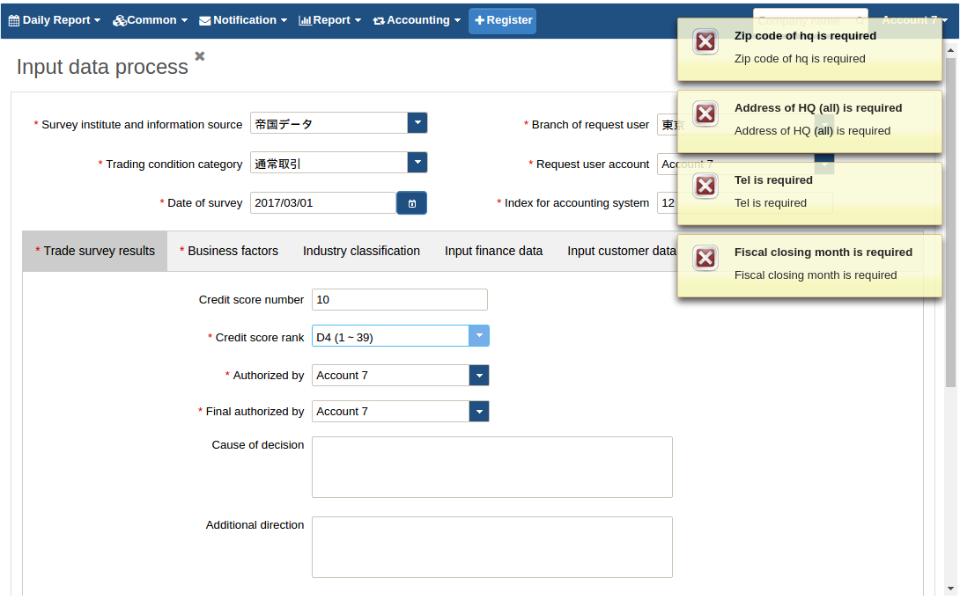 Daily Report Common Notification Report Accounting + Register Account 7
Zip code of hq is required
Zip code of hq is required
Input data process
Address of HQ (all) is required
Address of HQ (all) is required
* Survey institute and information source 帝国データ * Branch of request user 東京
* Trading condition category 通常取引 * Request user account Account 7
Tel is required
Tel is required
* Date of survey 2017/03/01 * Index for accounting system 12
* Trade survey results * Business factors Industry classification Input finance data Input customer data
Fiscal closing month is required
Fiscal closing month is required
Credit score number 10
* Credit score rank D4 (1 ~ 39)
* Authorized by Account 7
* Final authorized by Account 7
Cause of decision
Additional direction